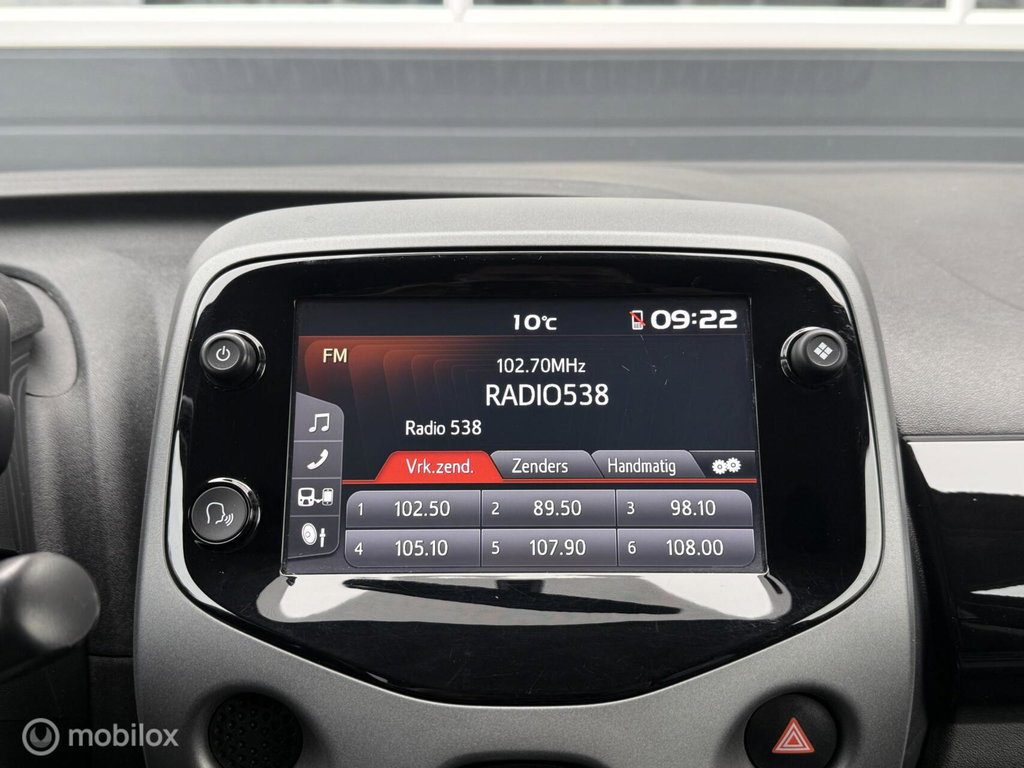 10°C 09:22
FM
102.70MHz
RADIO538
Radio 538
Vrk.zend. Zenders Handmatig
1 102.50 2 89.50 3 98.10
4 105.10 5 107.90 6 108.00
mobilox